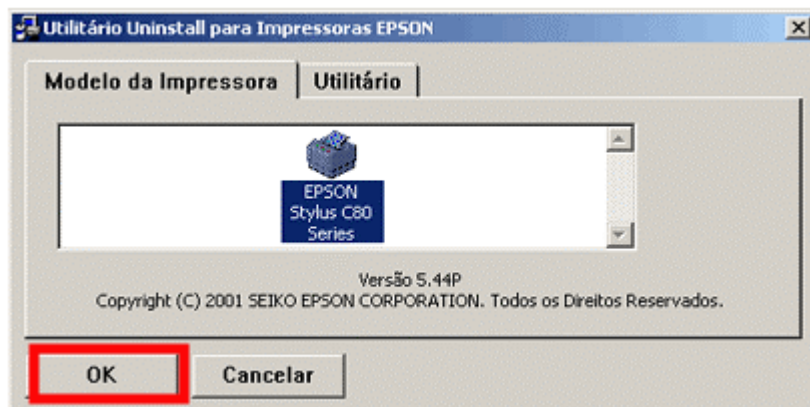 Utilitário Uninstall para Impressoras EPSON
Modelo da Impressora
Utilitário
EPSON
Stylus C80
Series
Versão 5.44P
Copyright (C) 2001 SEIKO EPSON CORPORATION. Todos os Direitos Reservados.
OK
Cancelar